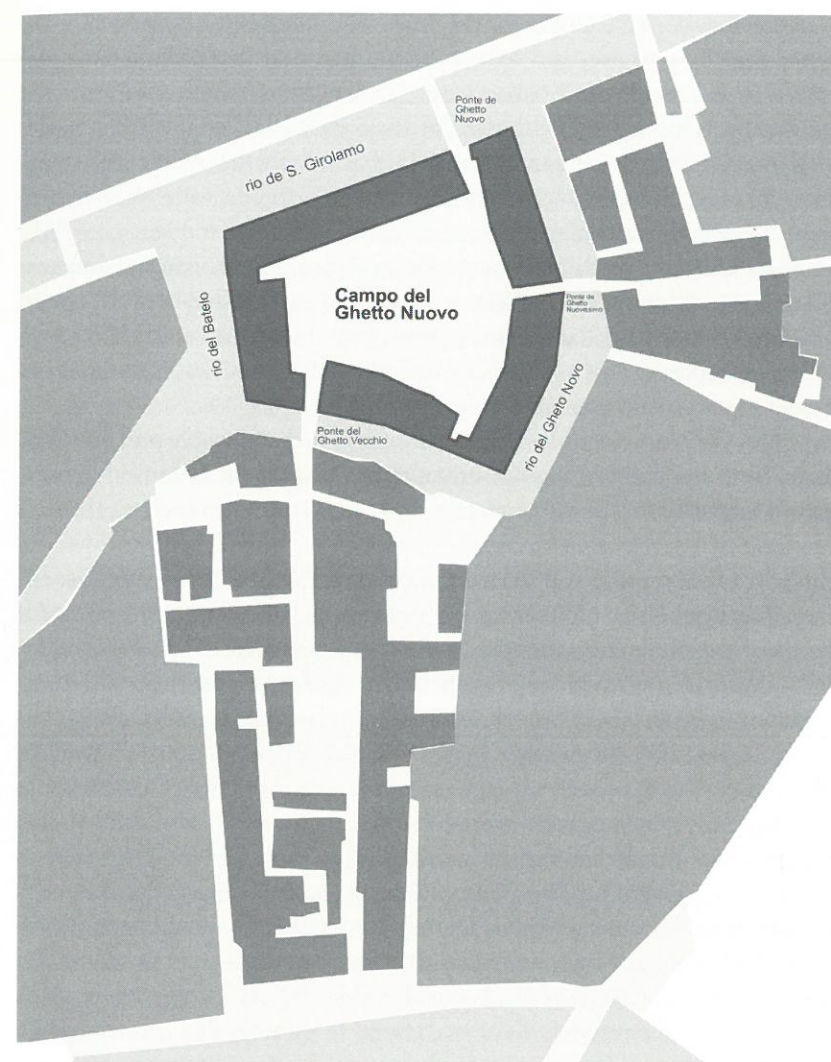 Ponte de
Ghetto
Nuovo
rio de S. Girolamo
Campo del
Ghetto Nuovo
Ponte de
Ghetto
Nuovissimo
rio del Batelo
rio del Gheto Novo
Ponte del
Ghetto Vecchio